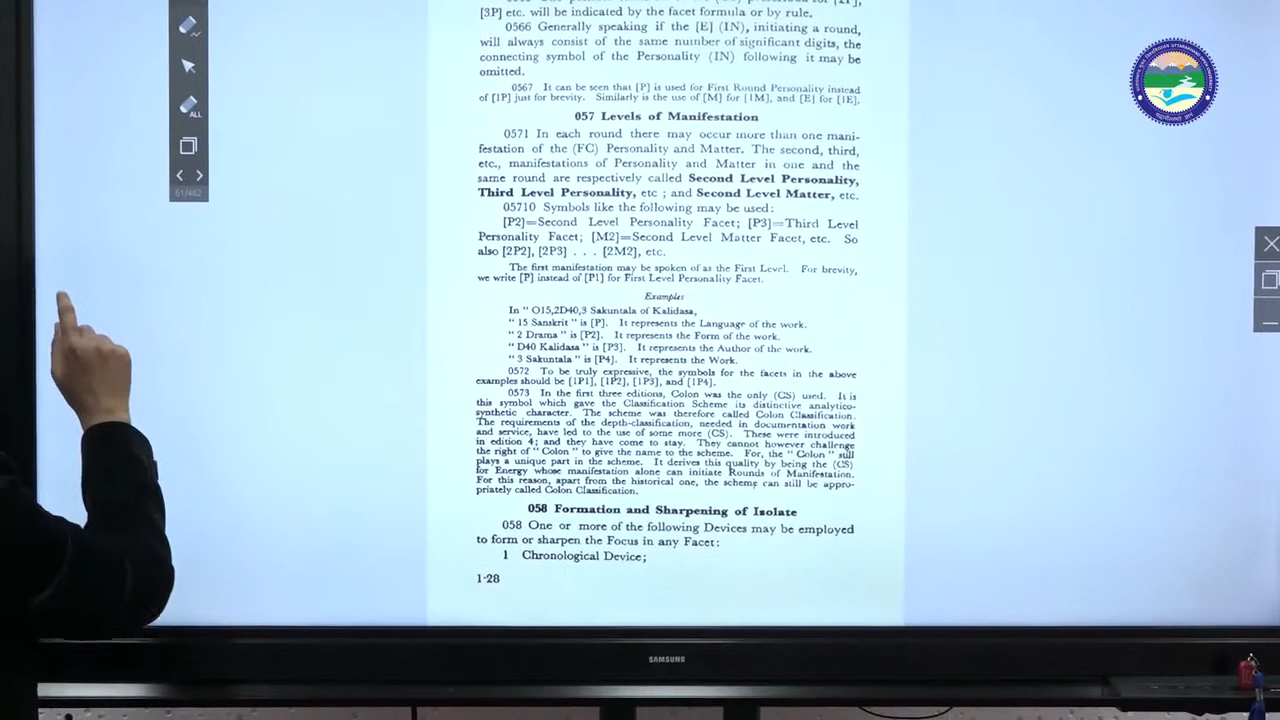 [3P] etc. will be indicated by the facet formula or by rule.
0566 Generally speaking if the [E] (IN), initiating a round,
will always consist of the same number of significant digits, the
connecting symbol of the Personality (IN) following it may be
omitted.
0567 It can be seen that [P] is used for First Round Personality instead
of [1P] just for brevity. Similarly is the use of [M] for [1M], and [E] for [1E].
057 Levels of Manifestation
0571 In each round there may occur more than one mani-
festation of the (FC) Personality and Matter. The second, third,
etc., manifestations of Personality and Matter in one and the
same round are respectively called Second Level Personality,
Third Level Personality, etc ; and Second Level Matter, etc.
05710 Symbols like the following may be used:
[P2]=Second Level Personality Facet; [P3]=Third Level
Personality Facet; [M2]=Second Level Matter Facet, etc. So
also [2P2], [2P3] . . . [2M2], etc.
The first manifestation may be spoken of as the First Level. For brevity,
we write [P] instead of [P1] for First Level Personality Facet.
Examples
In " O15,2D40,3 Sakuntala of Kalidasa,
" 15 Sanskrit " is [P]. It represents the Language of the work.
" 2 Drama " is [P2]. It represents the Form of the work.
" D40 Kalidasa " is [P3]. It represents the Author of the work.
" 3 Sakuntala " is [P4]. It represents the Work.
0572 To be truly expressive, the symbols for the facets in the above
examples should be [1P1], [1P2], [1P3], and [1P4].
0573 In the first three editions, Colon was the only (CS) used. It is
this symbol which gave the Classification Scheme its distinctive analytico-
synthetic character. The scheme was therefore called Colon Classification.
The requirements of the depth-classification, needed in documentation work
and service, have led to the use of some more (CS). These were introduced
in edition 4; and they have come to stay. They cannot however challenge
the right of " Colon " to give the name to the scheme. For, the " Colon " still
plays a unique part in the scheme. It derives this quality by being the (CS)
for Energy whose manifestation alone can initiate Rounds of Manifestation.
For this reason, apart from the historical one, the scheme can still be appro-
priately called Colon Classification.
058 Formation and Sharpening of Isolate
058 One or more of the following Devices may be employed
to form or sharpen the Focus in any Facet:
1 Chronological Device;
1·28
ALL
61/462
SAMSUNG